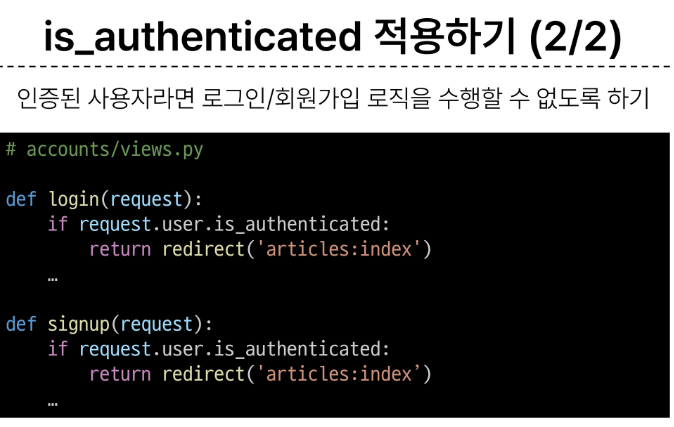 is_authenticated 적용하기 (2/2)
인증된 사용자라면 로그인/회원가입 로직을 수행할 수 없도록 하기
# accounts/views.py
def login(request):
    if request.user.is_authenticated:
        return redirect('articles:index')
    …
def signup(request):
    if request.user.is_authenticated:
        return redirect('articles:index’)
    …